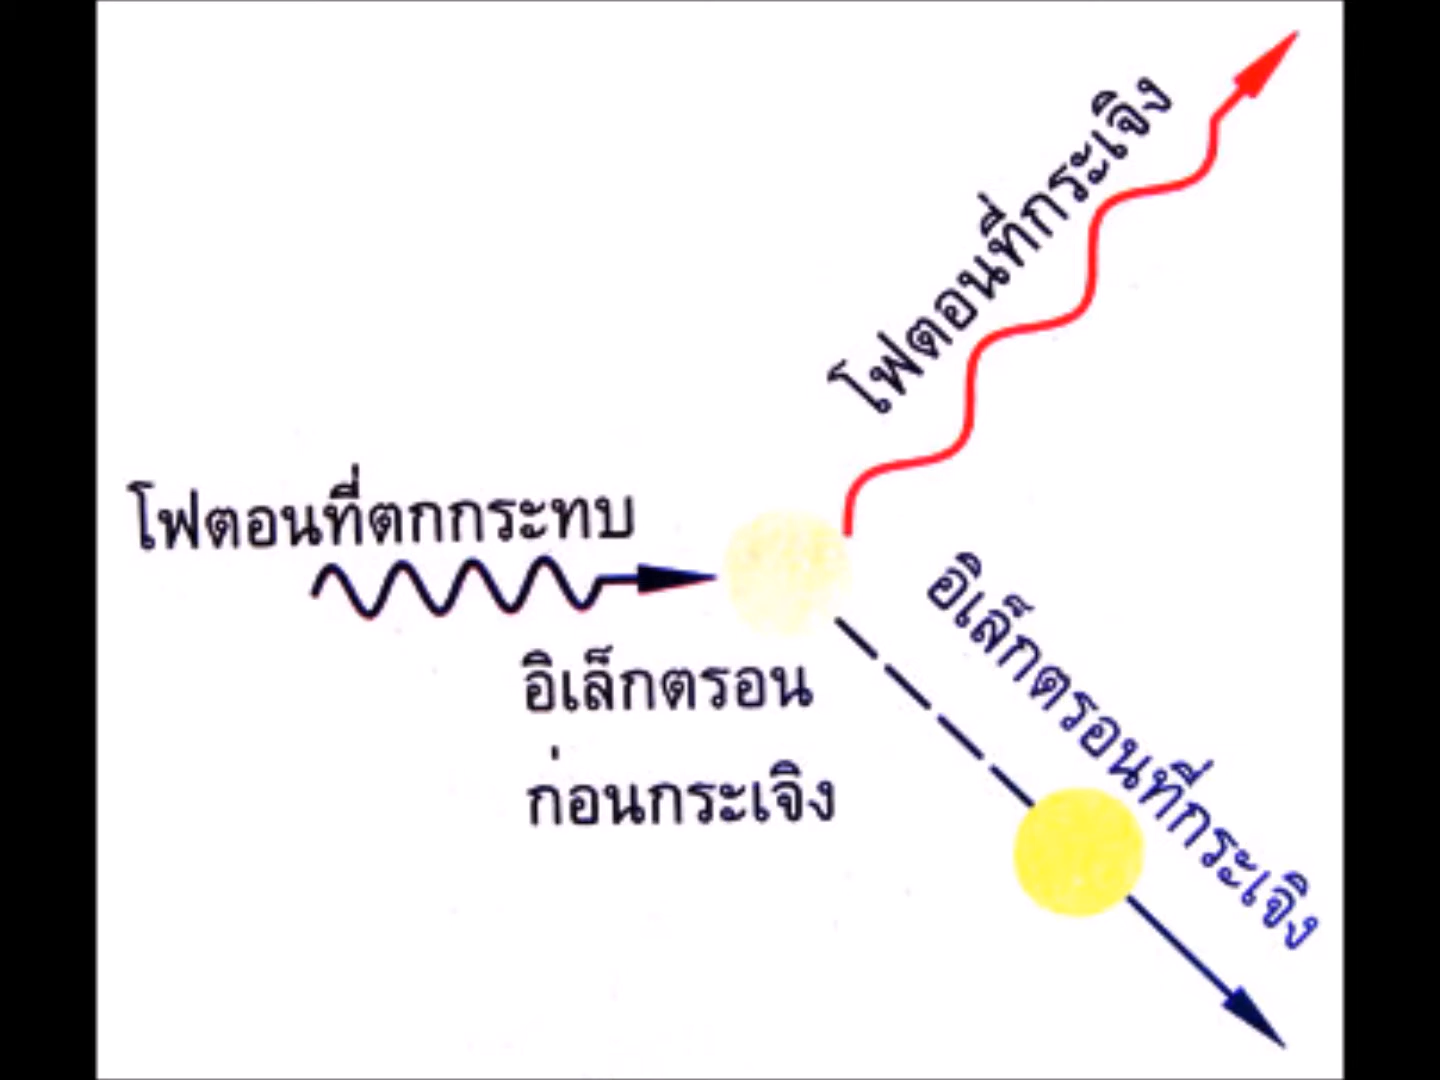 โฟตอนที่กระเจิง
โฟตอนที่ตกกระทบ
อิเล็กตรอน
ก่อนกระเจิง
อิเล็กตรอนที่กระเจิง